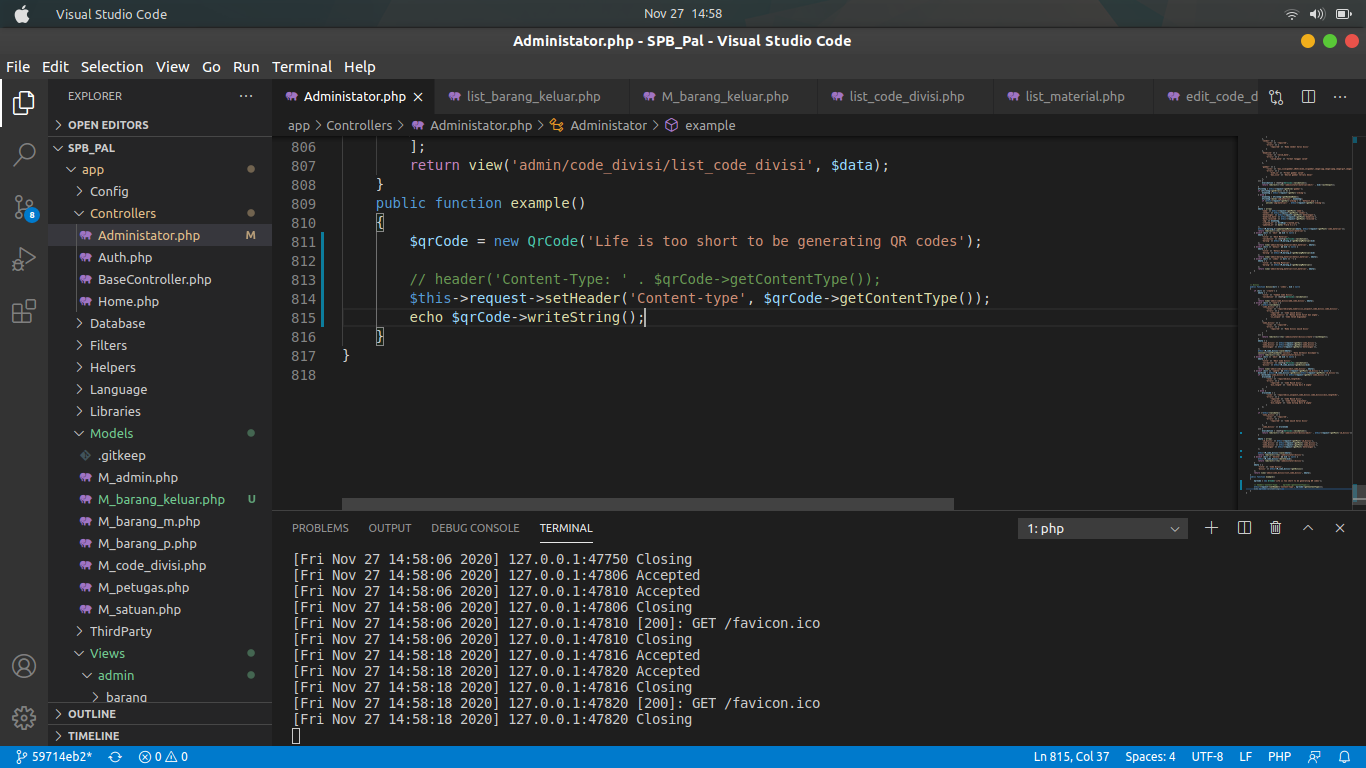 Visual Studio Code
Nov 27 14:58
Administator.php - SPB_Pal - Visual Studio Code
File Edit Selection View Go Run Terminal Help
EXPLORER
OPEN EDITORS
SPB_PAL
app
Config
Controllers
Administator.php M
Auth.php
BaseController.php
Home.php
Database
Filters
Helpers
Language
Libraries
Models
.gitkeep
M_admin.php
M_barang_keluar.php U
M_barang_m.php
M_barang_p.php
M_code_divisi.php
M_petugas.php
M_satuan.php
ThirdParty
Views
admin
barang
OUTLINE
TIMELINE
8
Administator.php list_barang_keluar.php M_barang_keluar.php list_code_divisi.php list_material.php edit_code_d
app > Controllers > Administator.php > Administator > example
806 ];
807 return view('admin/code_divisi/list_code_divisi', $data);
808 }
809 public function example()
810 {
811 $qrCode = new QrCode('Life is too short to be generating QR codes');
812
813 // header('Content-Type: ' . $qrCode->getContentType());
814 $this->request->setHeader('Content-type', $qrCode->getContentType());
815 echo $qrCode->writeString();
816 }
817 }
818
PROBLEMS OUTPUT DEBUG CONSOLE TERMINAL 1: php
[Fri Nov 27 14:58:06 2020] 127.0.0.1:47750 Closing
[Fri Nov 27 14:58:06 2020] 127.0.0.1:47806 Accepted
[Fri Nov 27 14:58:06 2020] 127.0.0.1:47810 Accepted
[Fri Nov 27 14:58:06 2020] 127.0.0.1:47806 Closing
[Fri Nov 27 14:58:06 2020] 127.0.0.1:47810 [200]: GET /favicon.ico
[Fri Nov 27 14:58:06 2020] 127.0.0.1:47810 Closing
[Fri Nov 27 14:58:18 2020] 127.0.0.1:47816 Accepted
[Fri Nov 27 14:58:18 2020] 127.0.0.1:47820 Accepted
[Fri Nov 27 14:58:18 2020] 127.0.0.1:47816 Closing
[Fri Nov 27 14:58:18 2020] 127.0.0.1:47820 [200]: GET /favicon.ico
[Fri Nov 27 14:58:18 2020] 127.0.0.1:47820 Closing
59714eb2* 0 0 Ln 815, Col 37 Spaces: 4 UTF-8 LF PHP